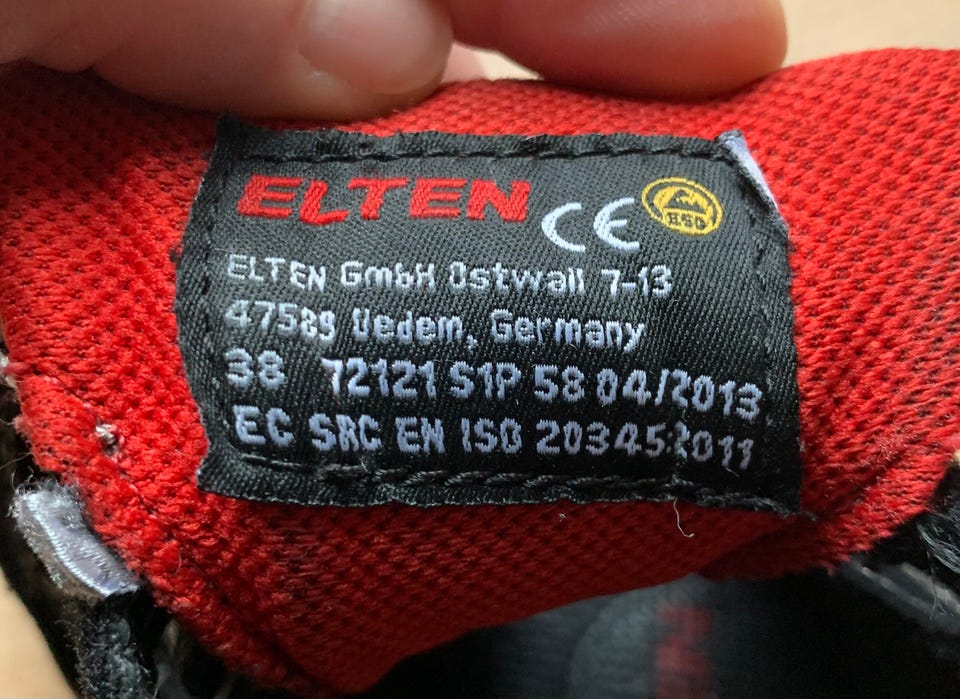 ELTEN CE ESD
ELTEN GmbH Ostwall 7-13
47589 Uedem, Germany
38 72121 S1P 58 04/2013
EC SRC EN ISO 20345:2011